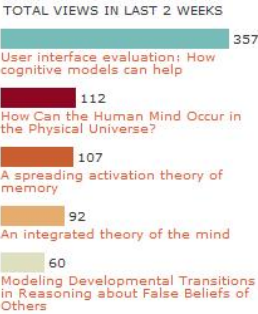 TOTAL VIEWS IN LAST 2 WEEKS
357
User interface evaluation: How
cognitive models can help
112
How Can the Human Mind Occur in
the Physical Universe?
107
A spreading activation theory of
memory
92
An integrated theory of the mind
60
Modeling Developmental Transitions
in Reasoning about False Beliefs of
Others